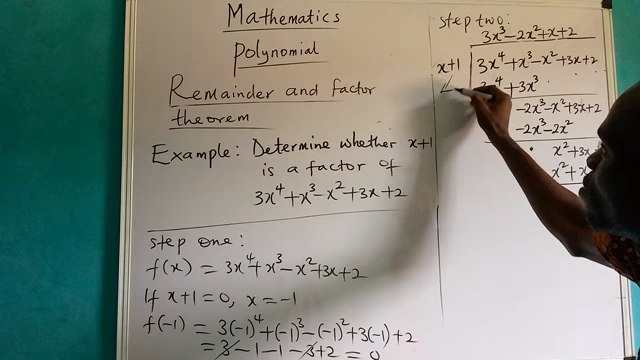 Mathematics
Polynomial
Remainder and factor
theorem
Example: Determine whether x+1
is a factor of
3x⁴+x³-x²+3x+2
step one:
f(x) = 3x⁴+x³-x²+3x+2
If x+1=0, x=-1
f(-1) = 3(-1)⁴+(-1)³-(-1)²+3(-1)+2
= 3-1-1-3+2 = 0
step two:
3x³-2x²+x+2
x+1 3x⁴+x³-x²+3x+2
+3x³
-2x³-x²+3x+2
-2x³-2x²
x²+3x
x²+x